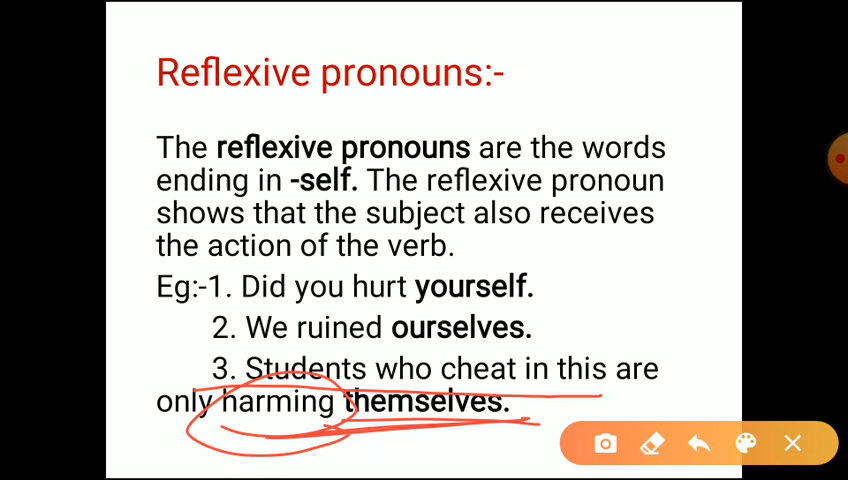 Reflexive pronouns:-
The reflexive pronouns are the words
ending in -self. The reflexive pronoun
shows that the subject also receives
the action of the verb.
Eg:-1. Did you hurt yourself.
2. We ruined ourselves.
3. Students who cheat in this are
only harming themselves.